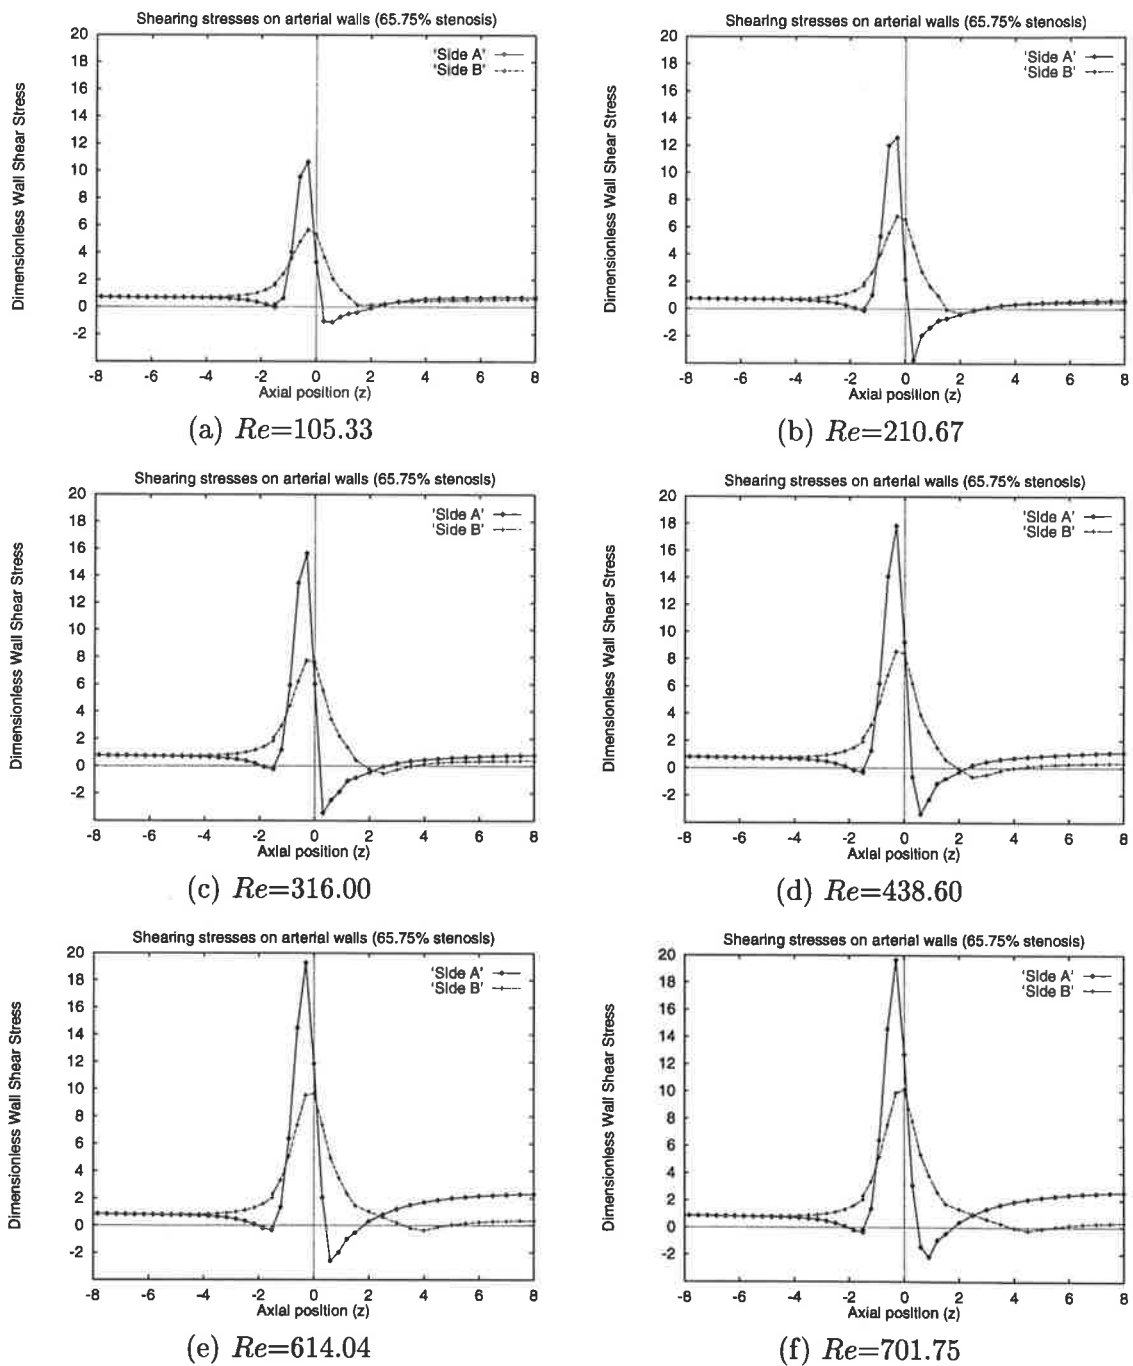 Shearing stresses on arterial walls (65.75% stenosis)
20
18
16
14
12
10
8
6
4
2
0
-2
Dimensionless Wall Shear Stress
'Side A'
'Side B'
-8 -6 -4 -2 0 2 4 6 8
Axial position (z)
(a) Re=105.33
Shearing stresses on arterial walls (65.75% stenosis)
20
18
16
14
12
10
8
6
4
2
0
-2
Dimensionless Wall Shear Stress
'Side A'
'Side B'
-8 -6 -4 -2 0 2 4 6 8
Axial position (z)
(b) Re=210.67
Shearing stresses on arterial walls (65.75% stenosis)
20
18
16
14
12
10
8
6
4
2
0
-2
Dimensionless Wall Shear Stress
'Side A'
'Side B'
-8 -6 -4 -2 0 2 4 6 8
Axial position (z)
(c) Re=316.00
Shearing stresses on arterial walls (65.75% stenosis)
20
18
16
14
12
10
8
6
4
2
0
-2
Dimensionless Wall Shear Stress
'Side A'
'Side B'
-8 -6 -4 -2 0 2 4 6 8
Axial position (z)
(d) Re=438.60
Shearing stresses on arterial walls (65.75% stenosis)
20
18
16
14
12
10
8
6
4
2
0
-2
Dimensionless Wall Shear Stress
'Side A'
'Side B'
-8 -6 -4 -2 0 2 4 6 8
Axial position (z)
(e) Re=614.04
Shearing stresses on arterial walls (65.75% stenosis)
20
18
16
14
12
10
8
6
4
2
0
-2
Dimensionless Wall Shear Stress
'Side A'
'Side B'
-8 -6 -4 -2 0 2 4 6 8
Axial position (z)
(f) Re=701.75